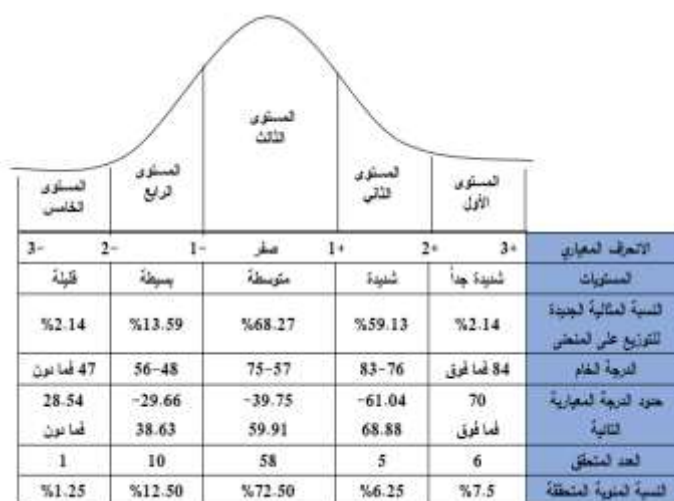 المستوى
الثالث
المستوى
الرابع
المستوى
الثاني
المستوى
الأول
المستوى
الخامس
الانحراف المعياري +3 +2 +1 صفر -1 -2 -3
المستويات شديدة جداً شديدة متوسطة بسيطة قليلة
النسبة المثالية الجديدة
للتوزيع على المنحنى %2.14 %59.13 %68.27 %13.59 %2.14
الدرجة الخام 84 فما فوق 83-76 75-57 56-48 47 فما دون
حدود الدرجة المعيارية 70 61.04- 39.75- 29.66- 28.54
التائية فما فوق 68.88 59.91 38.63 فما دون
العدد المتحقق 6 5 58 10 1
النسبة المئوية المتحققة %7.5 %6.25 %72.50 %12.50 %1.25